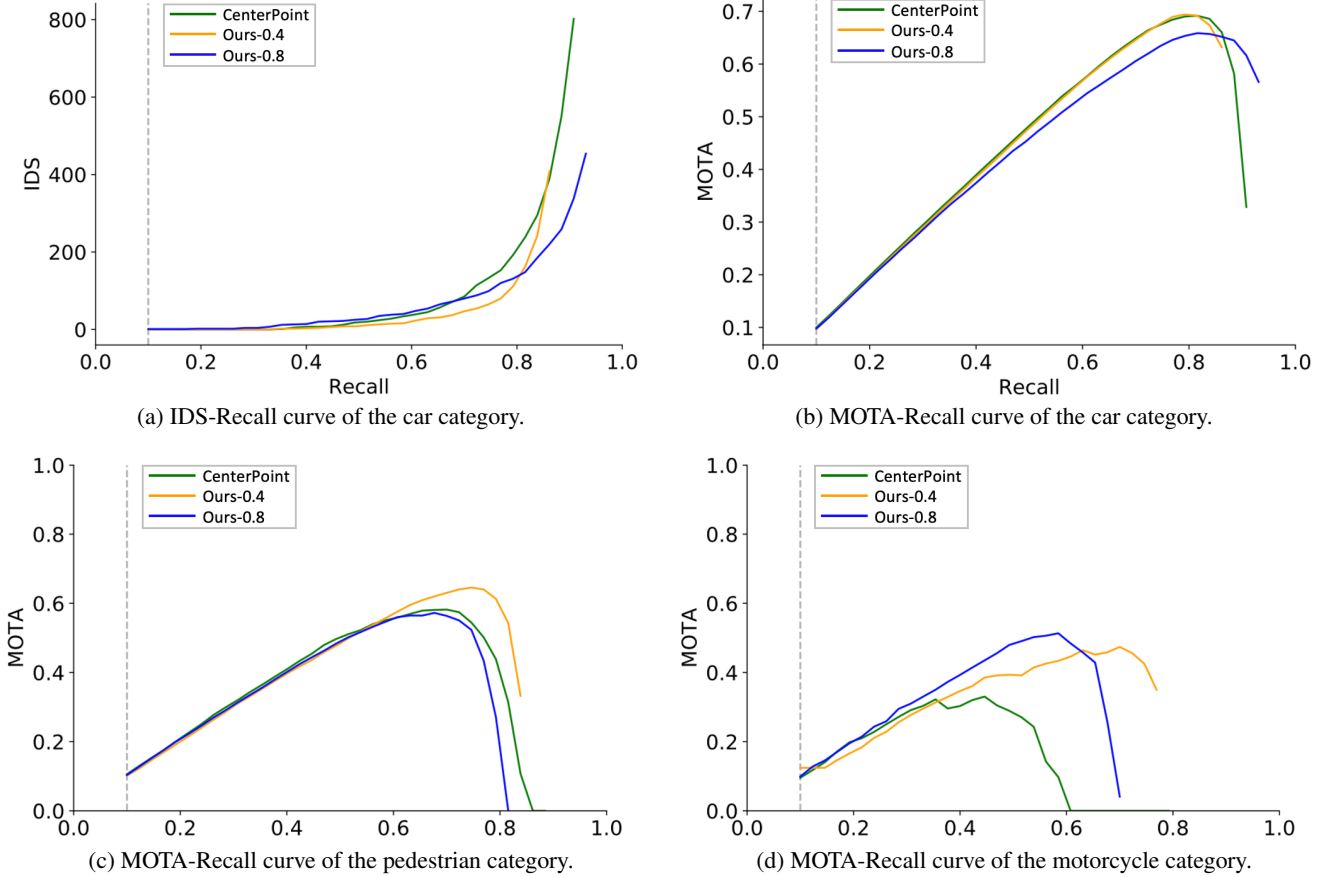 800
600
400
200
0
IDS
CenterPoint
Ours-0.4
Ours-0.8
0.0 0.2 0.4 0.6 0.8 1.0
Recall
(a) IDS-Recall curve of the car category.
0.7
0.6
0.5
0.4
0.3
0.2
0.1
MOTA
CenterPoint
Ours-0.4
Ours-0.8
0.0 0.2 0.4 0.6 0.8 1.0
Recall
(b) MOTA-Recall curve of the car category.
1.0
0.8
0.6
0.4
0.2
0.0
MOTA
CenterPoint
Ours-0.4
Ours-0.8
0.0 0.2 0.4 0.6 0.8 1.0
(c) MOTA-Recall curve of the pedestrian category.
1.0
0.8
0.6
0.4
0.2
0.0
MOTA
CenterPoint
Ours-0.4
Ours-0.8
0.0 0.2 0.4 0.6 0.8 1.0
(d) MOTA-Recall curve of the motorcycle category.